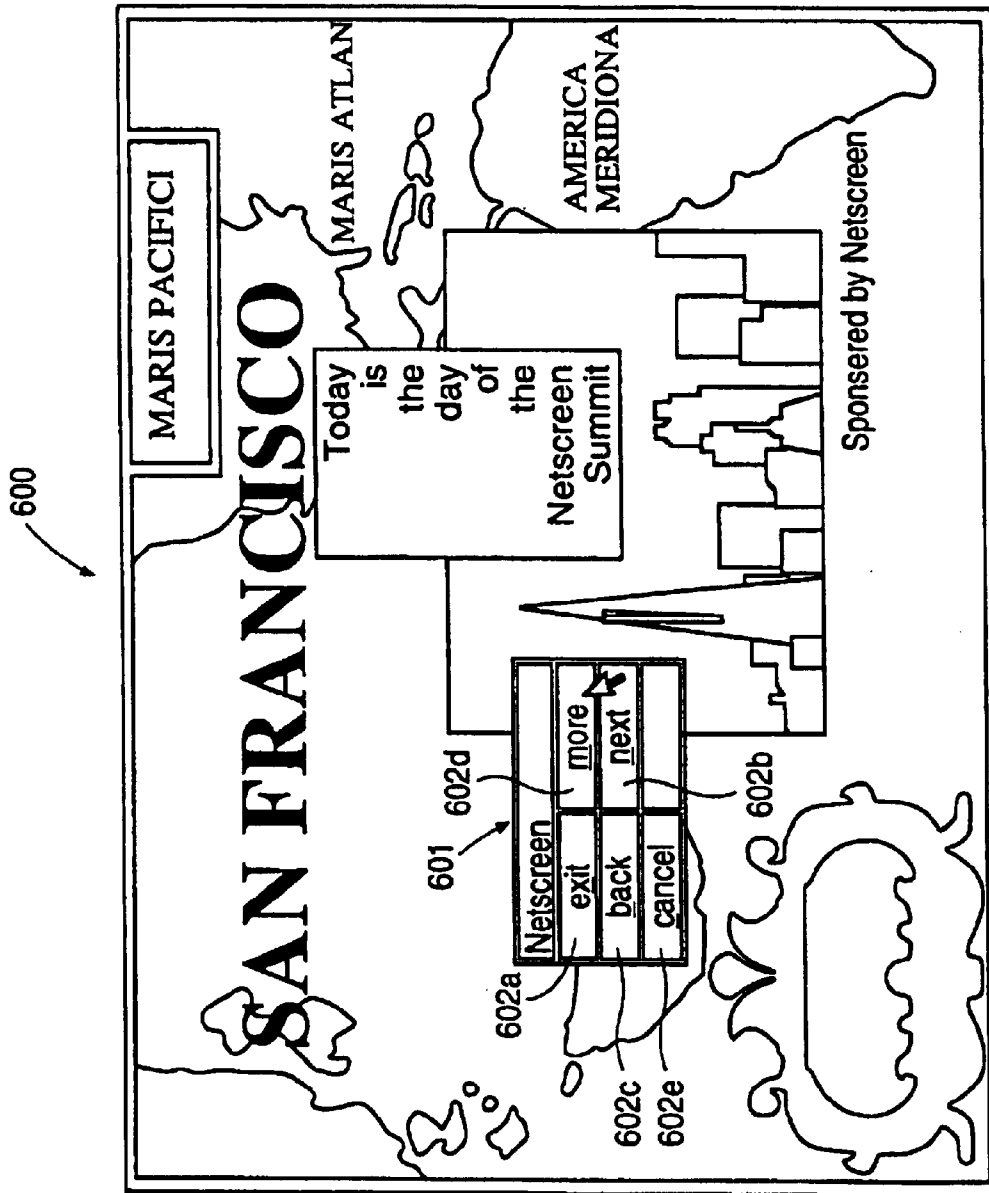 600
MARIS PACIFICI
SAN FRANCISCO
MARIS ATLAN
Today
is
the
day
of
the
Netscreen
Summit
AMERICA
MERIDIONA
601
602d
602a
Netscreen
exit
more
back
next
cancel
602c
602e
602b
Sponsered by Netscreen